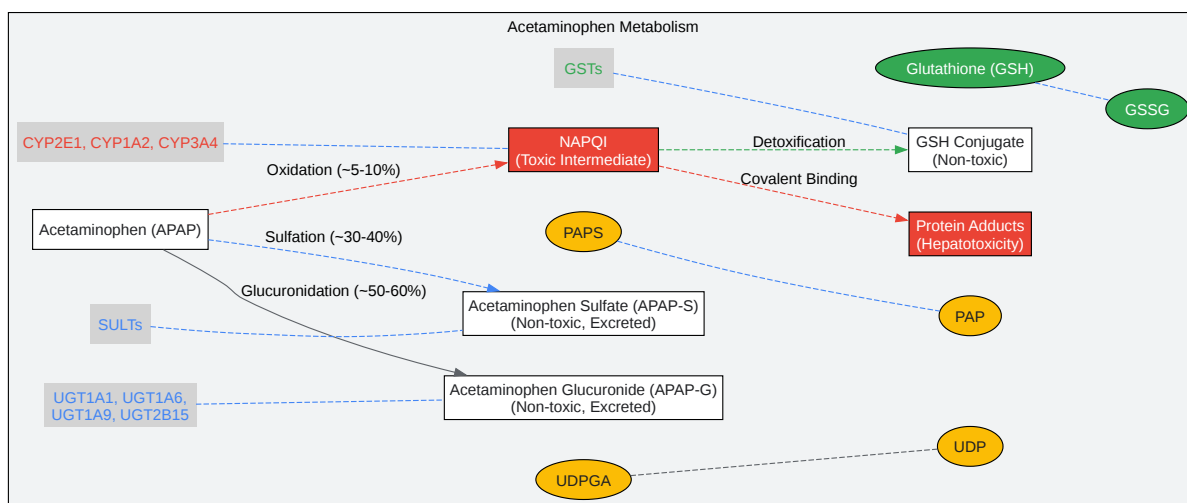 Acetaminophen Metabolism
GSTs
Glutathione (GSH)
GSSG
CYP2E1, CYP1A2, CYP3A4
NAPQI
(Toxic Intermediate)
Detoxification
GSH Conjugate
(Non-toxic)
Oxidation (~5-10%)
Covalent Binding
Acetaminophen (APAP)
Sulfation (~30-40%)
PAPS
Protein Adducts
(Hepatotoxicity)
Glucuronidation (~50-60%)
Acetaminophen Sulfate (APAP-S)
(Non-toxic, Excreted)
PAP
SULTs
UGT1A1, UGT1A6,
UGT1A9, UGT2B15
Acetaminophen Glucuronide (APAP-G)
(Non-toxic, Excreted)
UDP
UDPGA